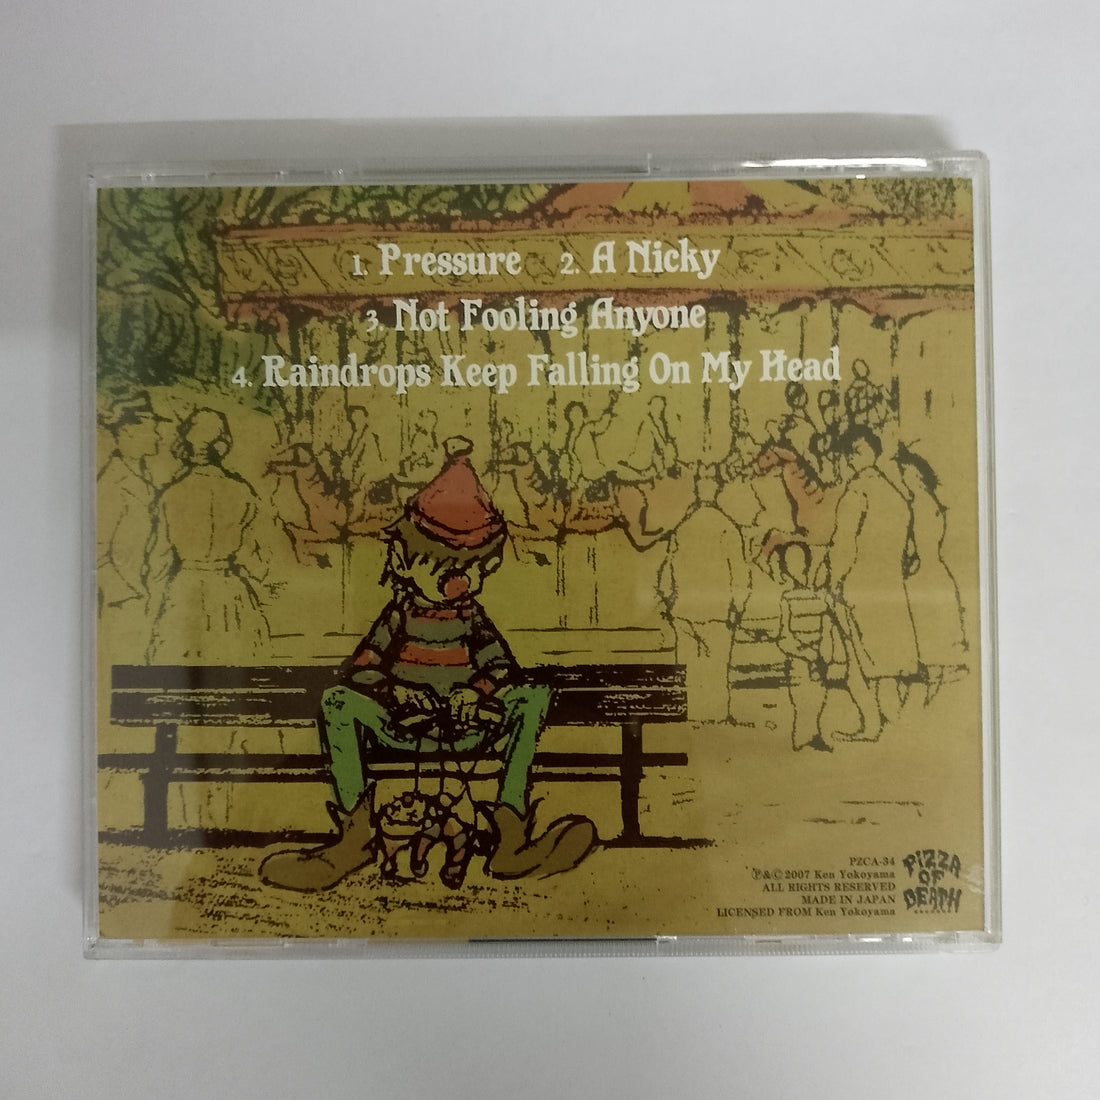 1. Pressure 2. A Nicky
3. Not Fooling Anyone
4. Raindrops Keep Falling On My Head
PZCA-34
℗&© 2007 Ken Yokoyama
ALL RIGHTS RESERVED
MADE IN JAPAN
LICENSED FROM Ken Yokoyama
PIZZA
OF
DEATH